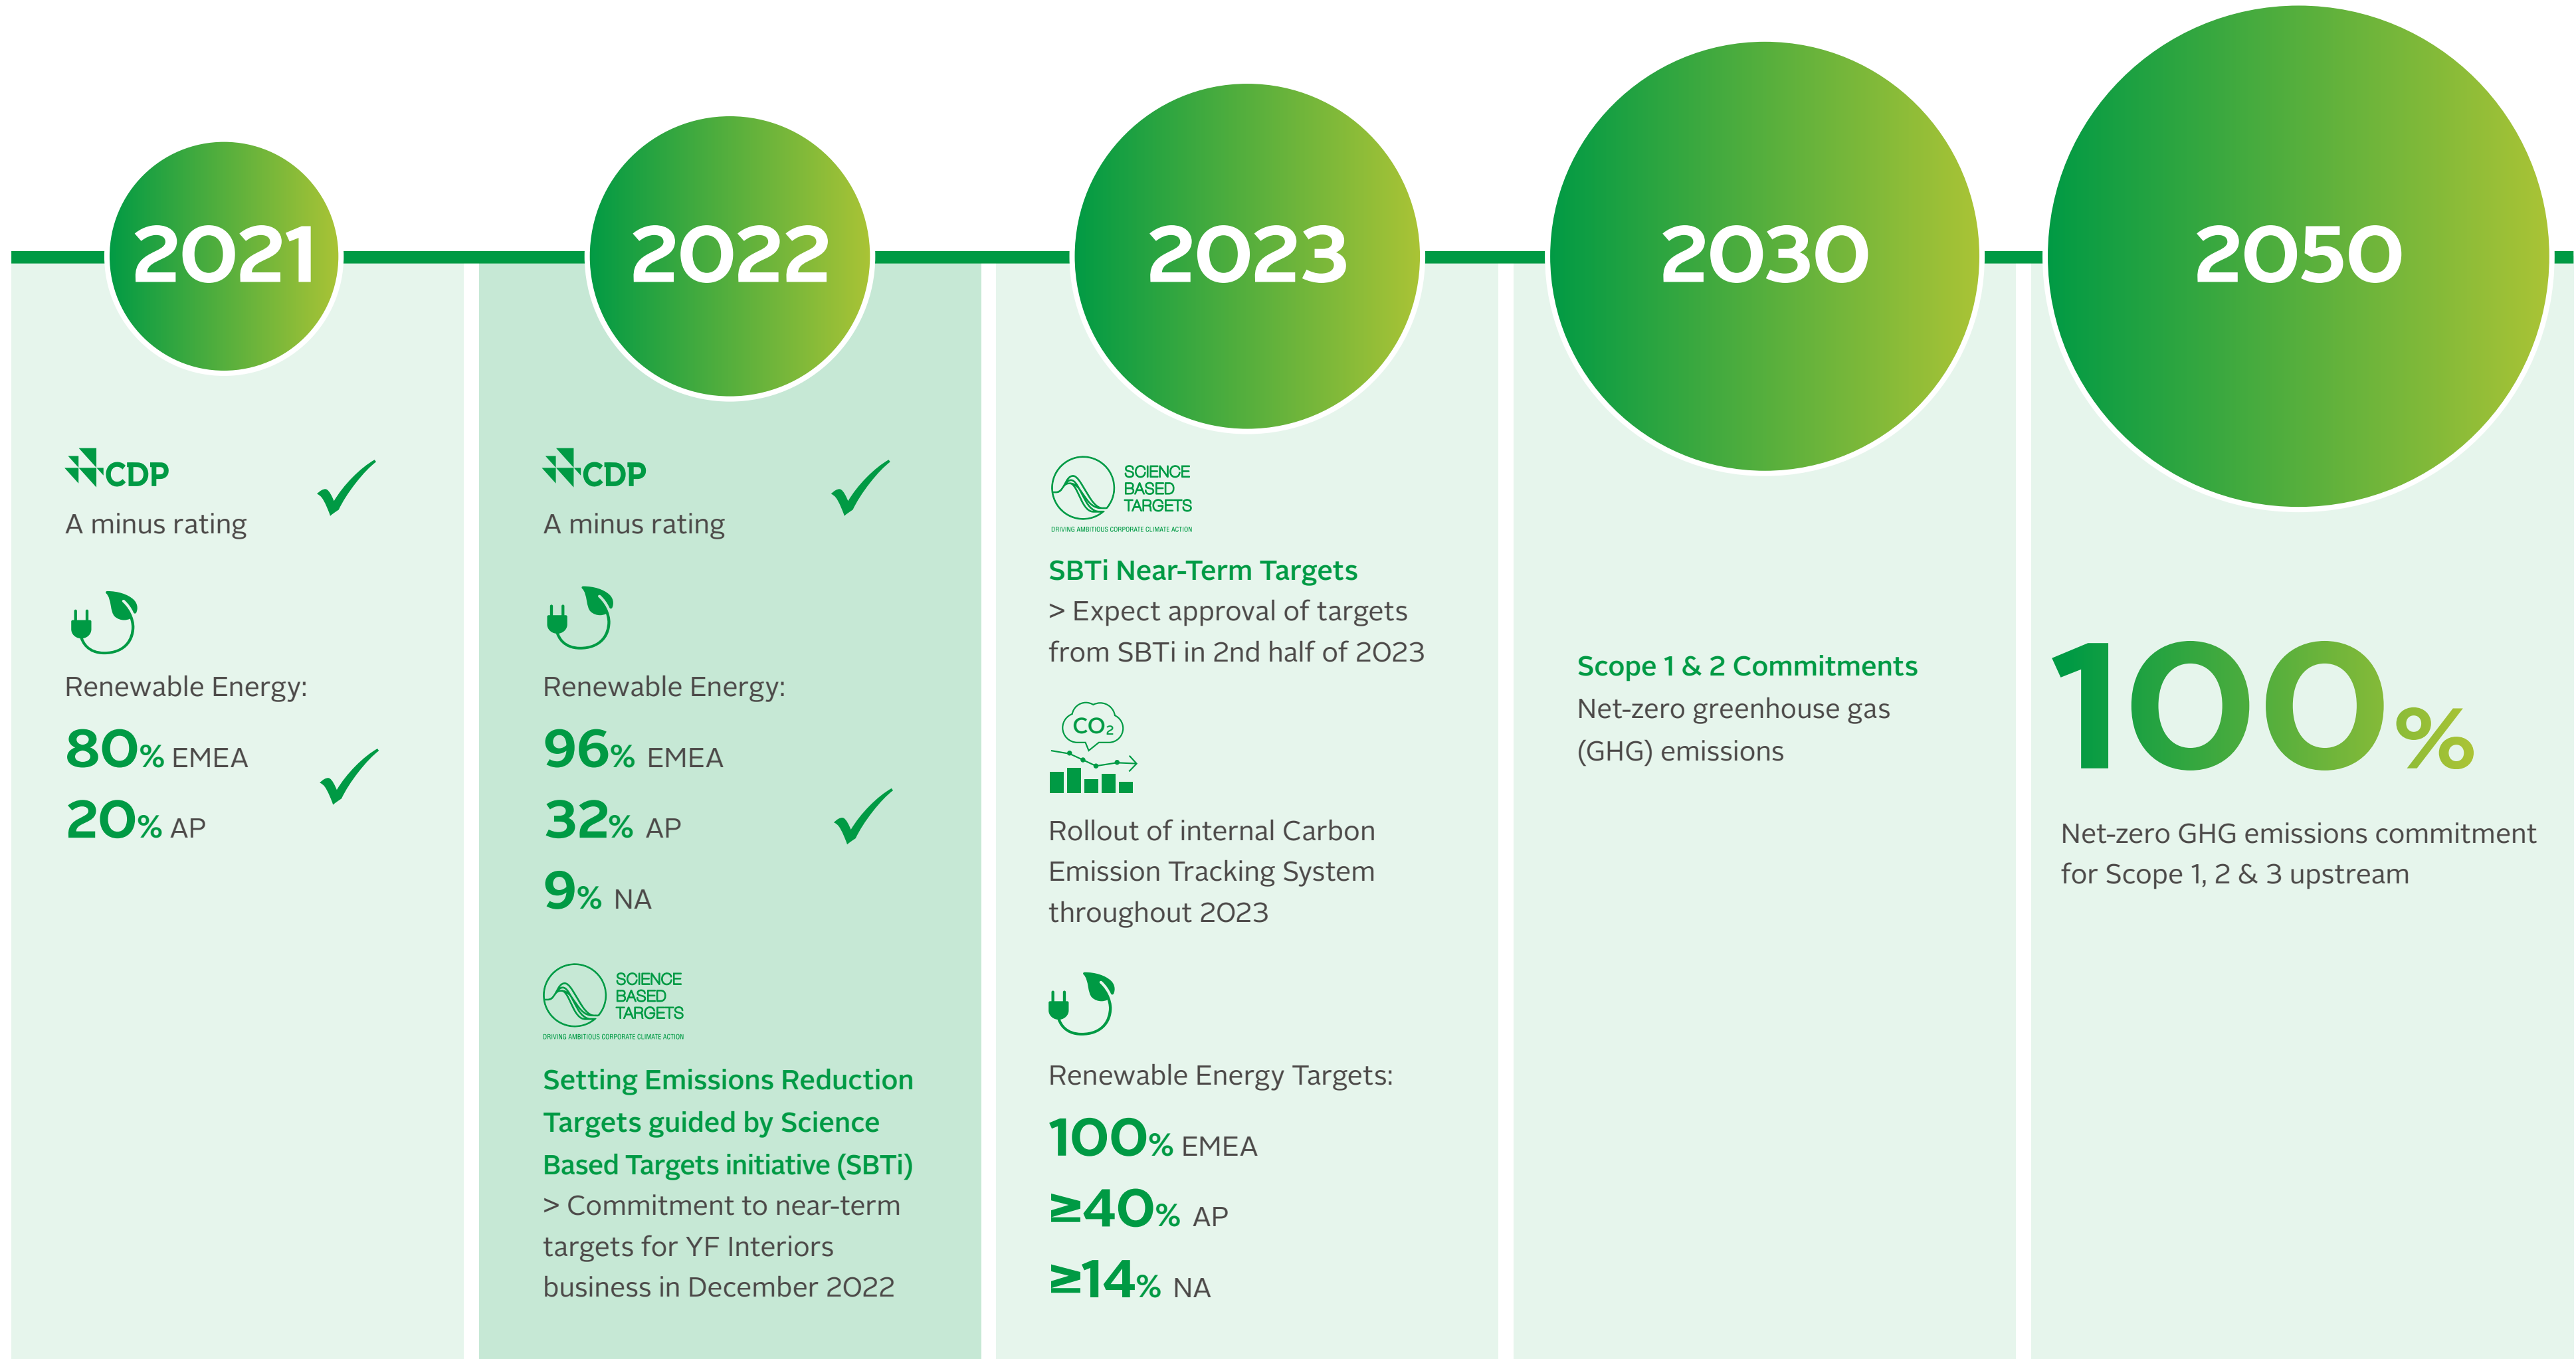 2021
CDP
A minus rating
Renewable Energy:
80% EMEA
20% AP
2022
CDP
A minus rating
Renewable Energy:
96% EMEA
32% AP
9% NA
SCIENCE
BASED
TARGETS
DRIVING AMBITIOUS CORPORATE CLIMATE ACTION
Setting Emissions Reduction
Targets guided by Science
Based Targets initiative (SBTi)
> Commitment to near-term
targets for YF Interiors
business in December 2022
2023
SCIENCE
BASED
TARGETS
DRIVING AMBITIOUS CORPORATE CLIMATE ACTION
SBTi Near-Term Targets
> Expect approval of targets
from SBTi in 2nd half of 2023
CO₂
Rollout of internal Carbon
Emission Tracking System
throughout 2023
Renewable Energy Targets:
100% EMEA
≥40% AP
≥14% NA
2030
Scope 1 & 2 Commitments
Net-zero greenhouse gas
(GHG) emissions
2050
100%
Net-zero GHG emissions commitment
for Scope 1, 2 & 3 upstream